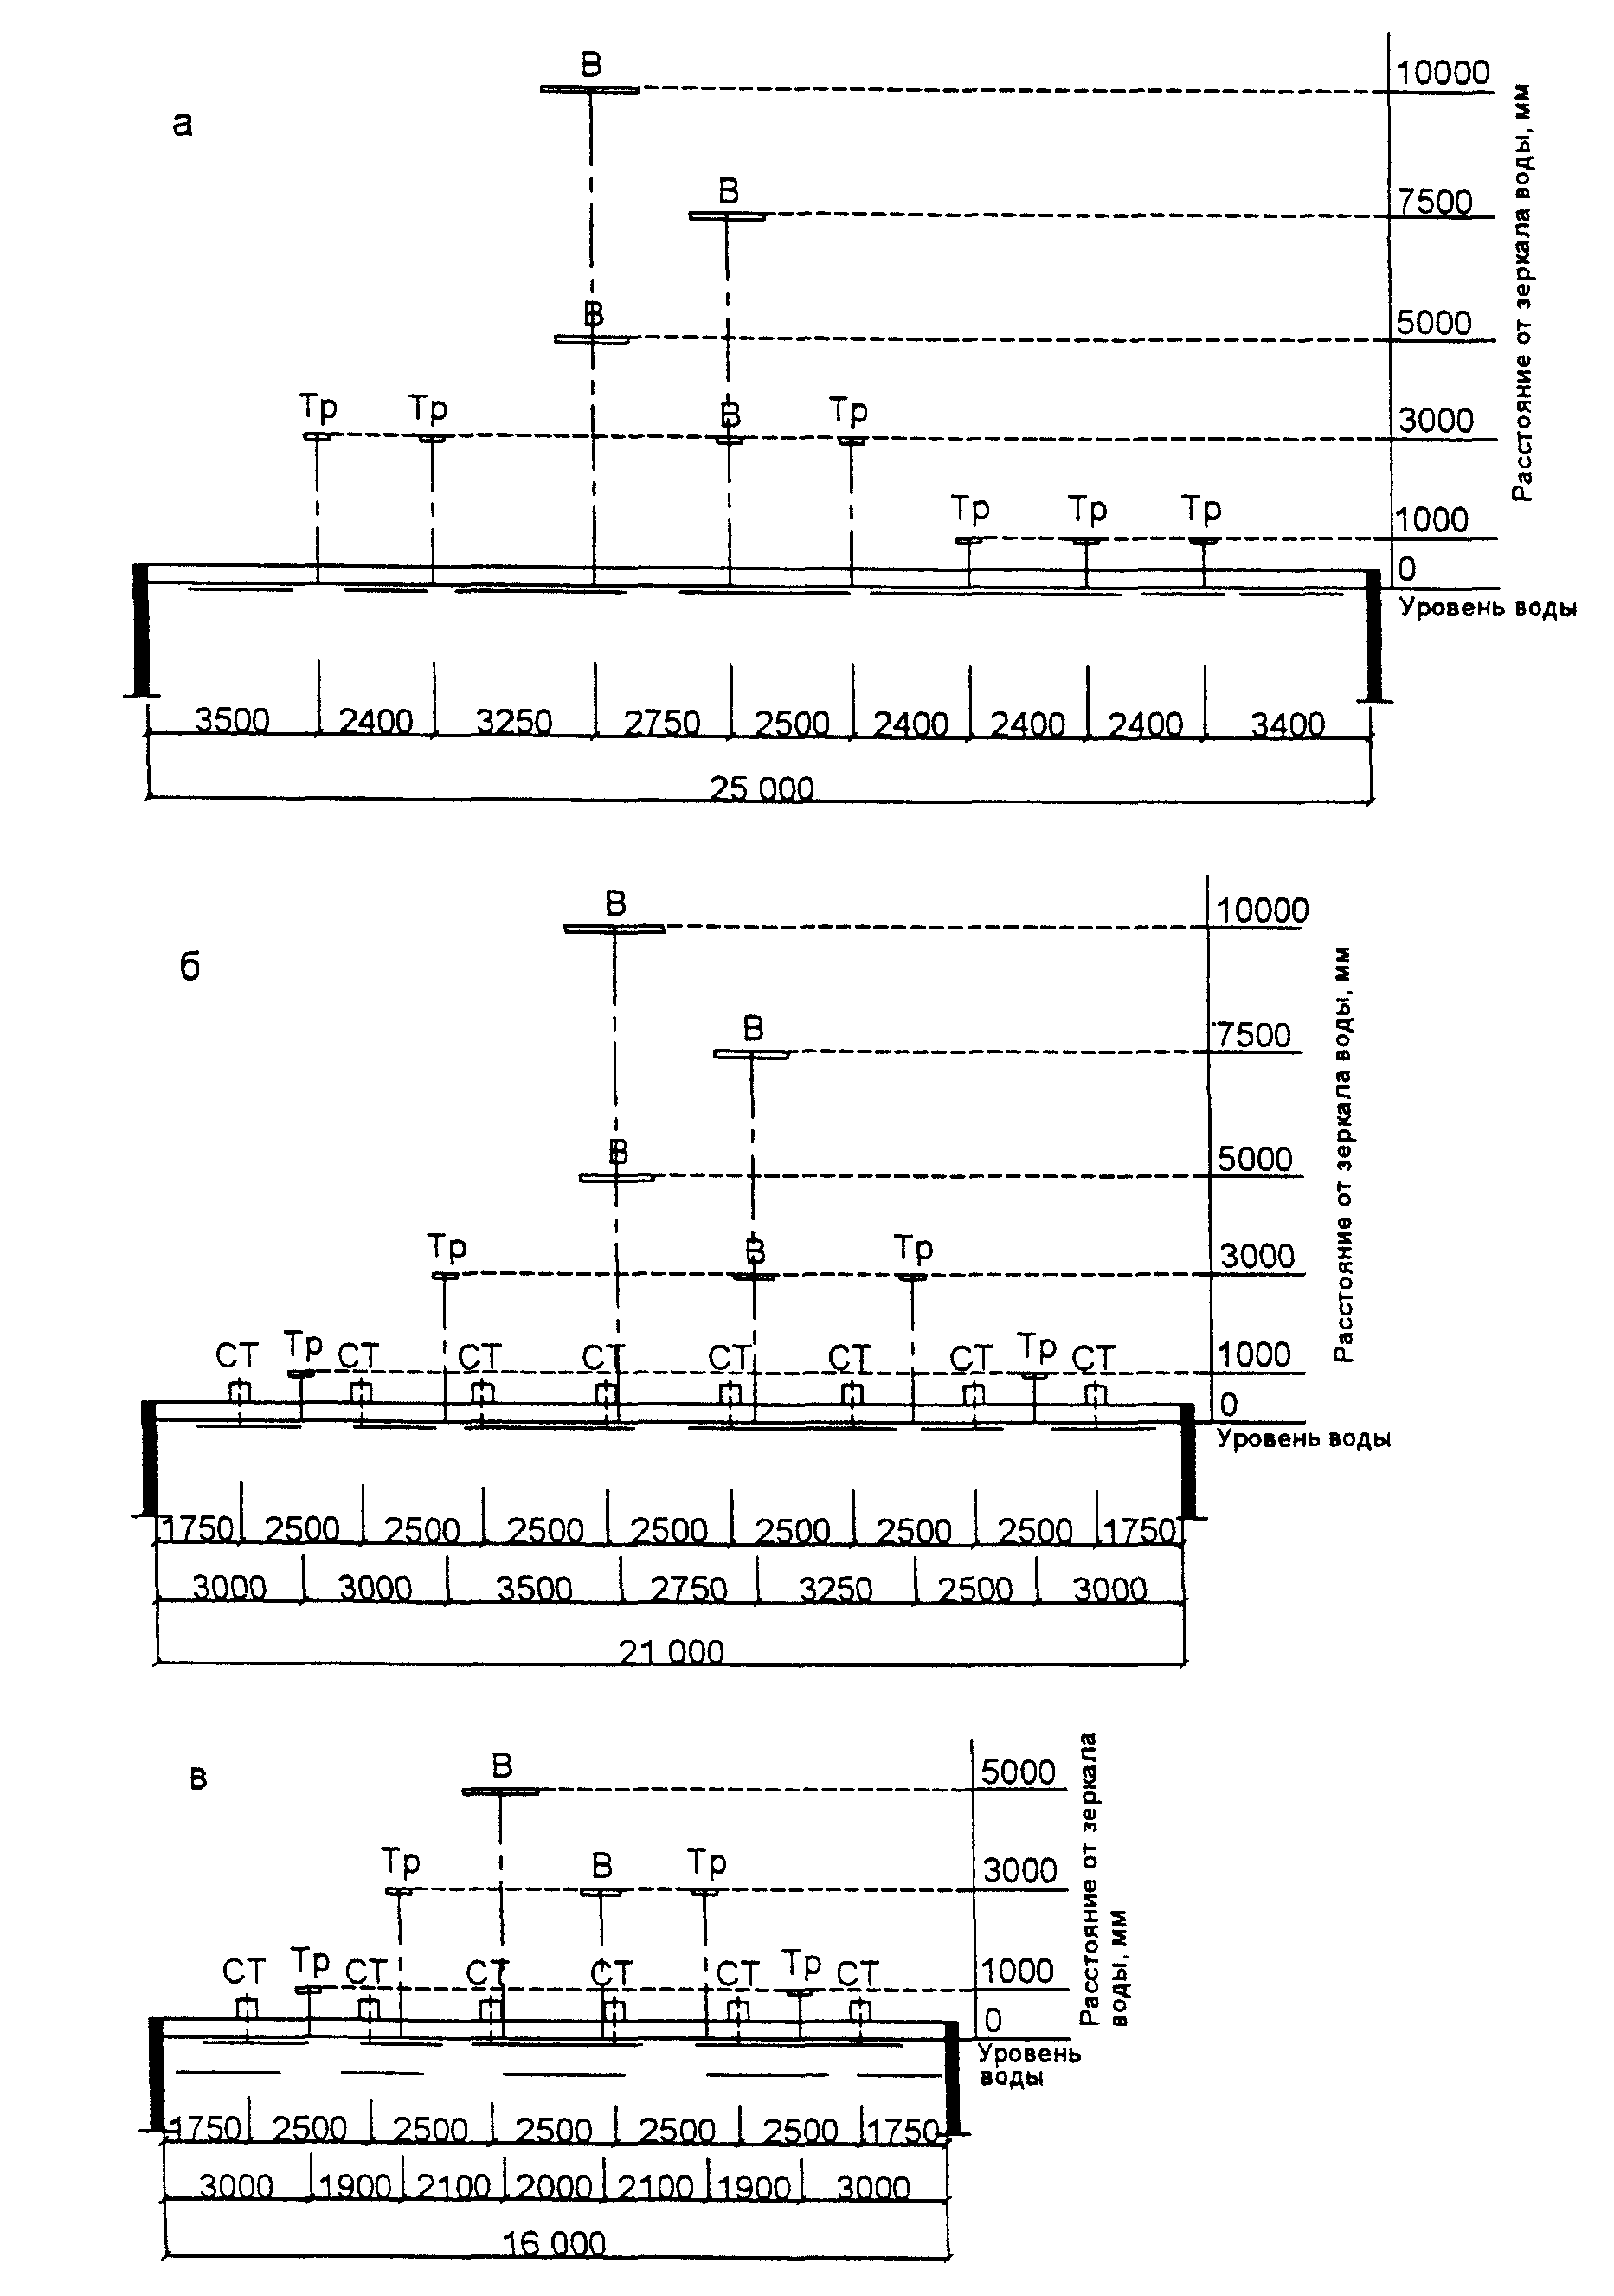 а
В
10000
В
7500
В
5000
Тр Тр В Тр
3000
Тр Тр Тр
1000
0
Уровень воды
Расстояние от зеркала воды, мм
3500 2400 3250 2750 2500 2400 2400 2400 3400
25 000
б
В
10000
В
7500
В
5000
Тр В Тр
3000
СТ Тр СТ СТ СТ СТ СТ СТ Тр СТ
1000
0
Уровень воды
Расстояние от зеркала воды, мм
1750 2500 2500 2500 2500 2500 2500 2500 1750
3000 3000 3500 2750 3250 2500 3000
21 000
в
В
5000
Тр В Тр
3000
СТ Тр СТ СТ СТ СТ Тр СТ
1000
0
Уровень
воды
Расстояние от зеркала
воды, мм
1750 2500 2500 2500 2500 2500 1750
3000 1900 2100 2000 2100 1900 3000
16 000